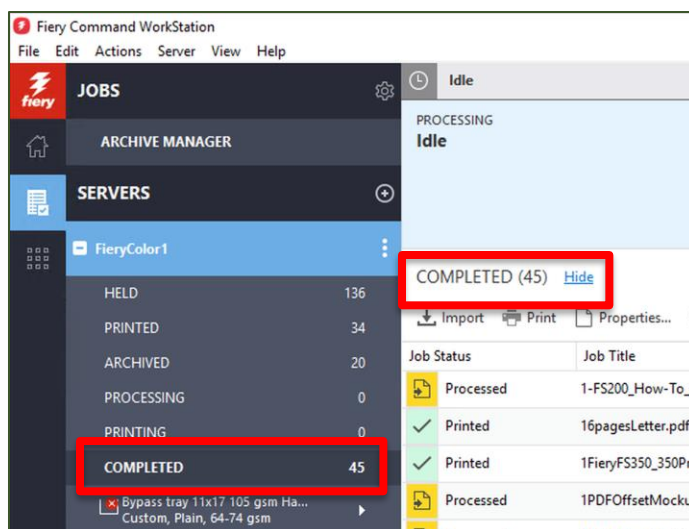 Fiery Command WorkStation
File Edit Actions Server View Help
fiery
JOBS
ARCHIVE MANAGER
SERVERS
FieryColor1
HELD 136
PRINTED 34
ARCHIVED 20
PROCESSING 0
PRINTING 0
COMPLETED 45
Bypass tray 11x17 105 gsm Ha...
Custom, Plain, 64-74 gsm
Idle
PROCESSING
Idle
COMPLETED (45) Hide
Import Print Properties...
Job Status Job Title
Processed 1-FS200_How-To_
Printed 16pagesLetter.pdf
Printed 1FieryFS350_350Pr
Processed 1PDFOffsetMocku